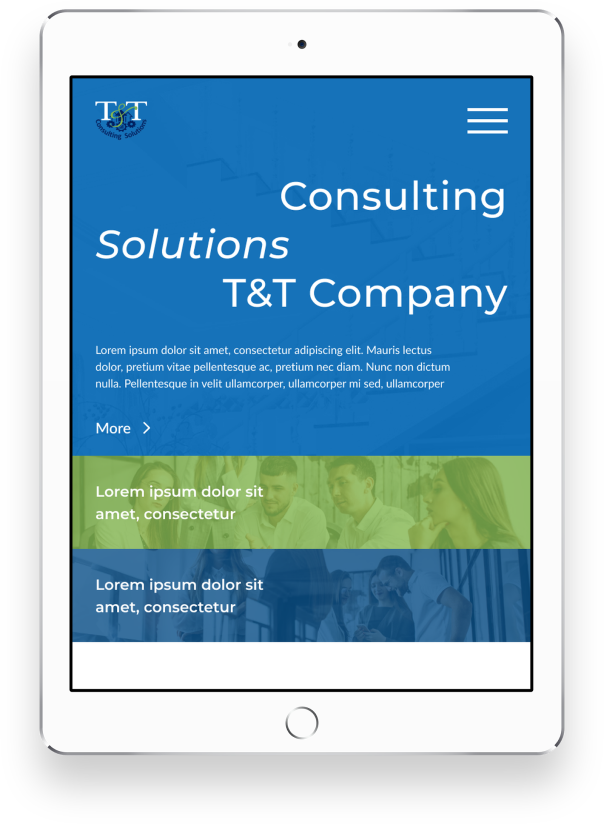 T&T
Consulting Solutions
Consulting
Solutions
T&T Company
Lorem ipsum dolor sit amet, consectetur adipiscing elit. Mauris lectus
dolor, pretium vitae pellentesque ac, pretium nec diam. Nunc non dictum
nulla. Pellentesque in velit ullamcorper, ullamcorper mi sed, ullamcorper
More
Lorem ipsum dolor sit
amet, consectetur
Lorem ipsum dolor sit
amet, consectetur